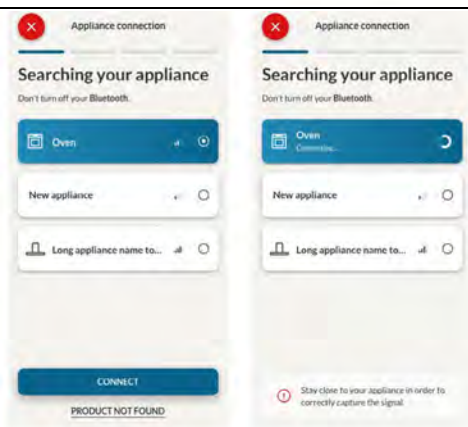 Appliance connection
Searching your appliance
Don't turn off your Bluetooth.
Oven
New appliance
Long appliance name to...
CONNECT
PRODUCT NOT FOUND
Appliance connection
Searching your appliance
Don't turn off your Bluetooth.
Oven
Connecting...
New appliance
Long appliance name to...
Stay close to your appliance in order to
correctly capture the signal.